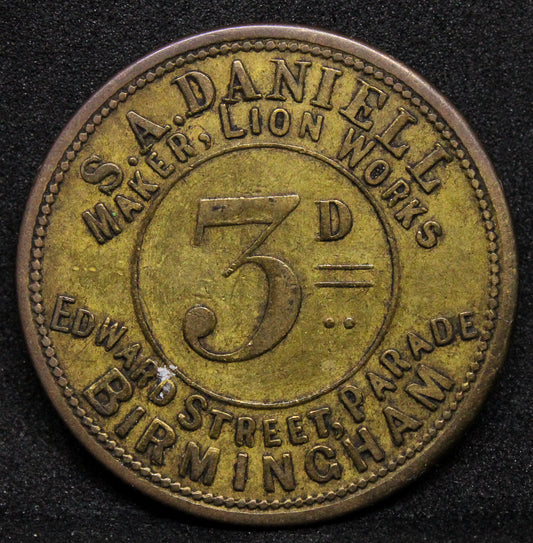 S. A. DANIELL
MAKER, LION WORKS
3D
EDWARD STREET, PARADE
BIRMINGHAM